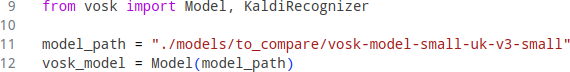 9 from vosk import Model, KaldiRecognizer
10
11 model_path = "./models/to_compare/vosk-model-small-uk-v3-small"
12 vosk_model = Model(model_path)